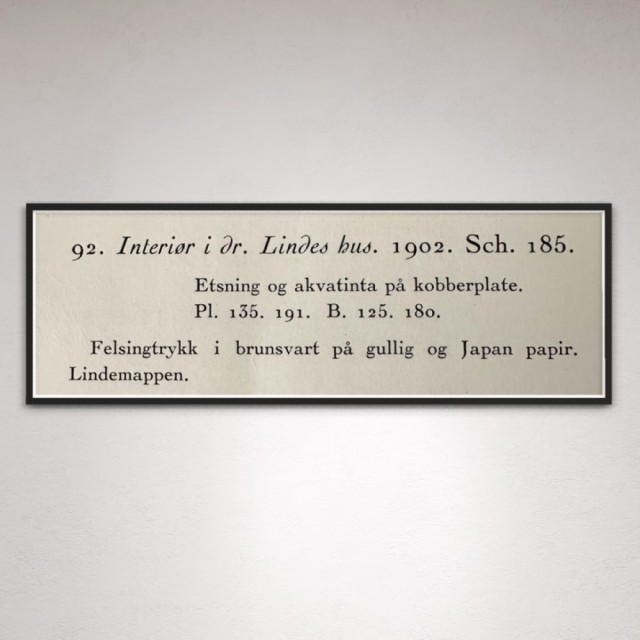 92. Interiør i dr. Lindes hus. 1902. Sch. 185.
Etsning og akvatinta på kobberplate.
Pl. 135. 191. B. 125. 180.
Felsingtrykk i brunsvart på gullig og Japan papir.
Lindemappen.